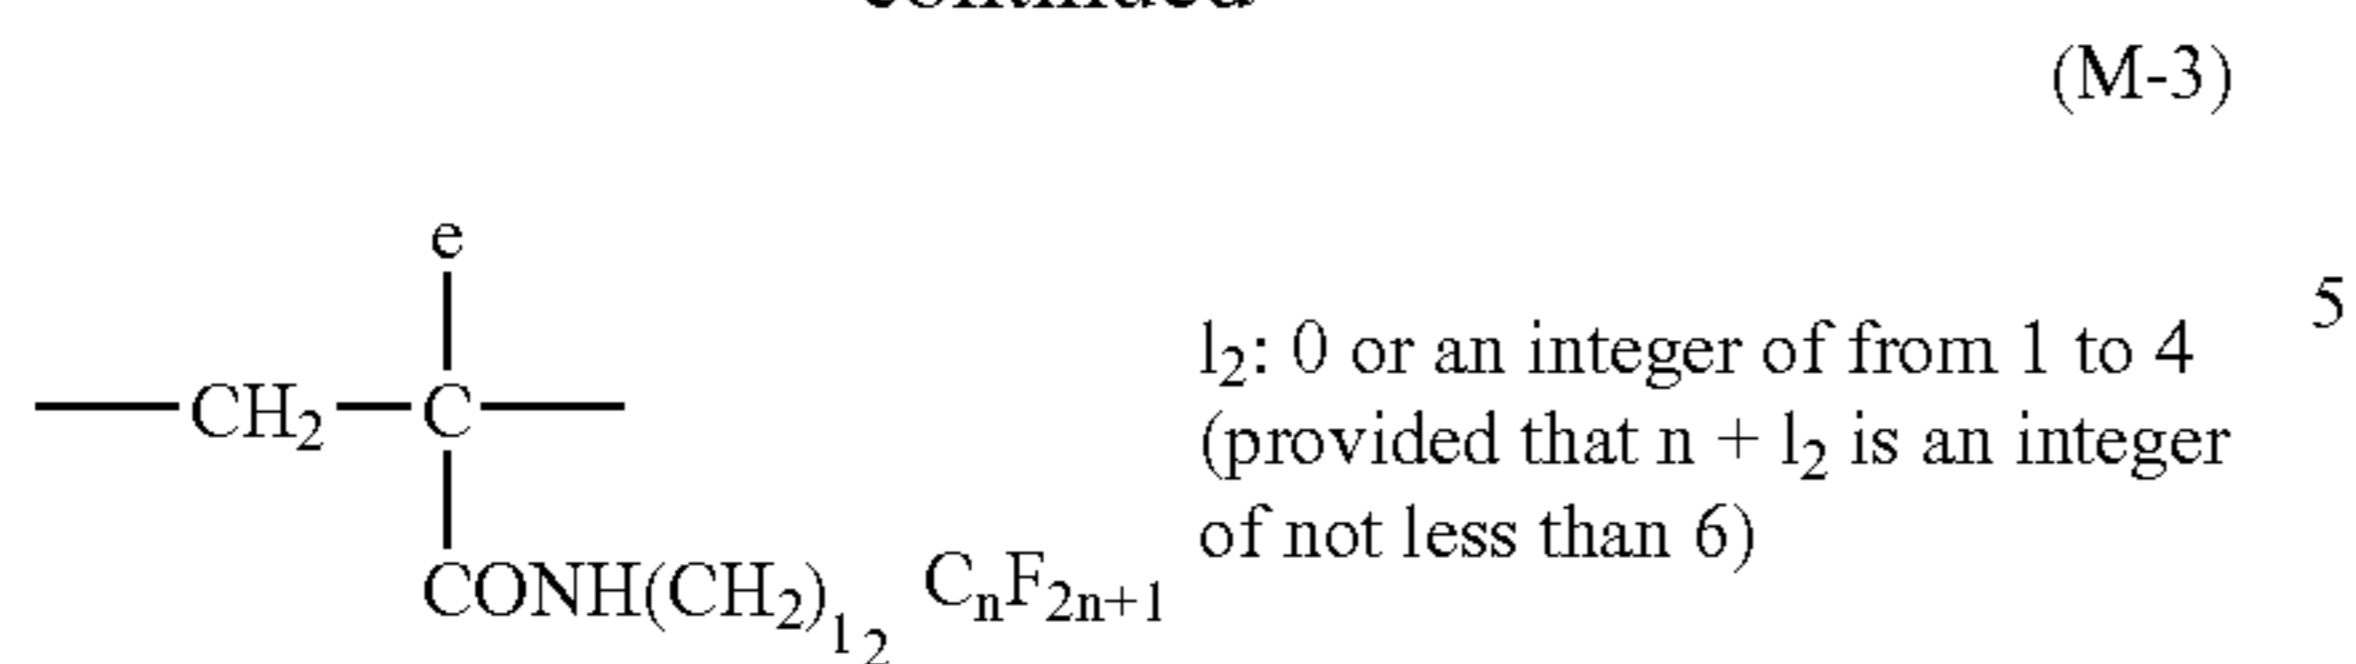 continued
(M-3)
e
5
—CH₂—C—
l₂: 0 or an integer of from 1 to 4
(provided that n + l₂ is an integer
of not less than 6)
CONH(CH₂)l₂ CnF2n+1